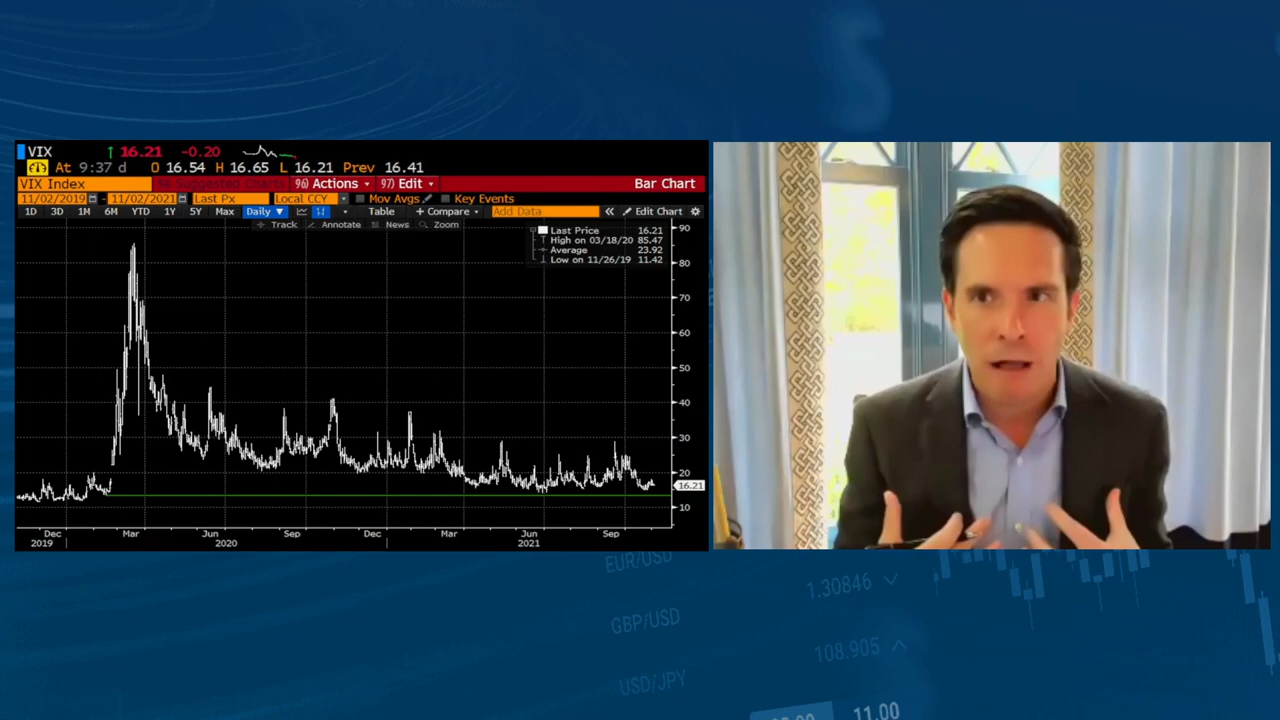 VIX ↑ 16.21 -0.20
At 9:37 d O 16.54 H 16.65 L 16.21 Prev 16.41
VIX Index 96) Suggested Charts 96) Actions 97) Edit Bar Chart
11/02/2019 - 11/02/2021 Last Px Local CCY Mov Avgs Key Events
1D 3D 1M 6M YTD 1Y 5Y Max Daily ▼ Table + Compare Add Data « Edit Chart
Track Annotate News Zoom
Last Price 16.21
High on 03/18/20 85.47
Average 23.92
Low on 11/26/19 11.42
90
80
70
60
50
40
30
20
16.21
10
Dec Mar Jun Sep Dec Mar Jun Sep
2019 2020 2021
EUR/USD
1.30846
GBP/USD
108.905
USD/JPY
11.00